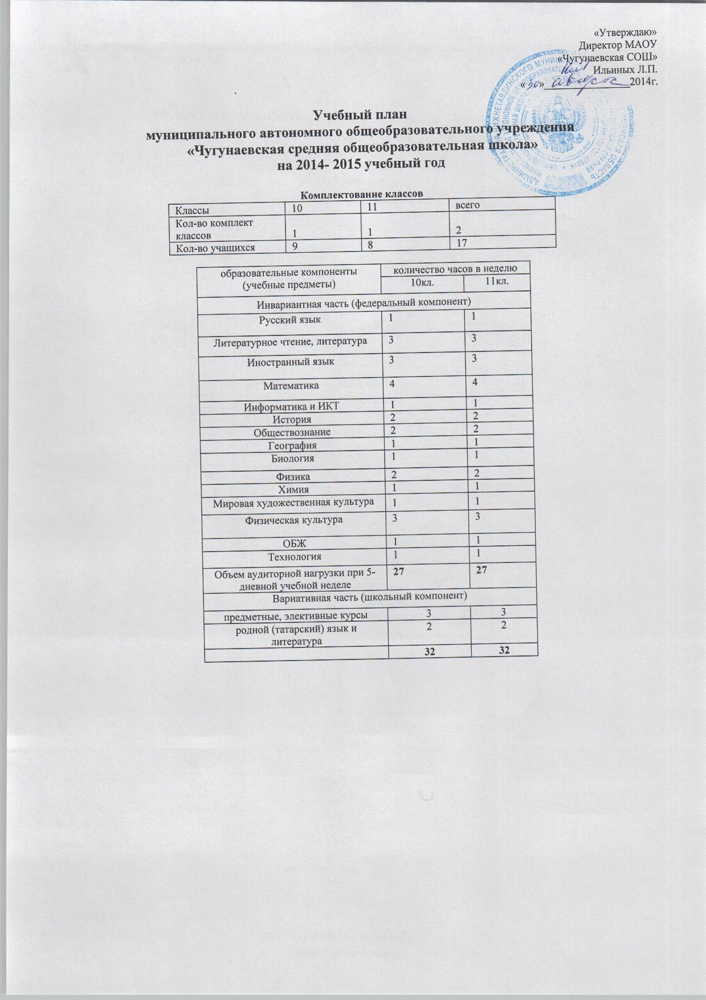 «Утверждаю»
Директор МАОУ
«Чугунаевская СОШ»
Ильиных Л.П.
«30» августа 2014г.
Учебный план
муниципального автономного общеобразовательного учреждения
«Чугунаевская средняя общеобразовательная школа»
на 2014- 2015 учебный год
Комплектование классов
Классы 10 11 всего
Кол-во комплект
классов 1 1 2
Кол-во учащихся 9 8 17
образовательные компоненты количество часов в неделю
(учебные предметы) 10кл. 11кл.
Инвариантная часть (федеральный компонент)
Русский язык 1 1
Литературное чтение, литература 3 3
Иностранный язык 3 3
Математика 4 4
Информатика и ИКТ 1 1
История 2 2
Обществознание 2 2
География 1 1
Биология 1 1
Физика 2 2
Химия 1 1
Мировая художественная культура 1 1
Физическая культура 3 3
ОБЖ 1 1
Технология 1 1
Объем аудиторной нагрузки при 5- 27 27
дневной учебной неделе
Вариативная часть (школьный компонент)
предметные, элективные курсы 3 3
родной (татарский) язык и 2 2
литература
32 32